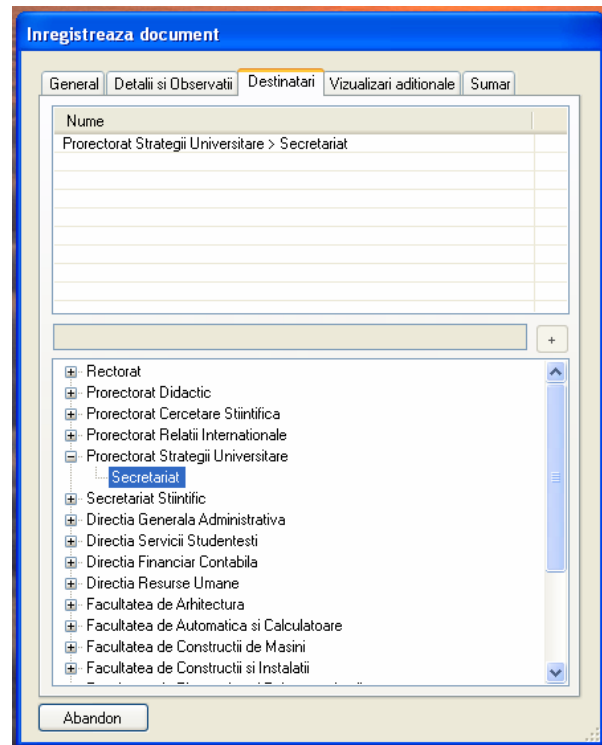 Inregistreaza document
General Detalii si Observatii Destinatari Vizualizari aditionale Sumar
Nume
Prorectorat Strategii Universitare > Secretariat
+
Rectorat
Prorectorat Didactic
Prorectorat Cercetare Stiintifica
Prorectorat Relatii Internationale
Prorectorat Strategii Universitare
Secretariat
Secretariat Stiintific
Directia Generala Administrativa
Directia Servicii Studentesti
Directia Financiar Contabila
Directia Resurse Umane
Facultatea de Arhitectura
Facultatea de Automatica si Calculatoare
Facultatea de Constructii de Masini
Facultatea de Constructii si Instalatii
Abandon